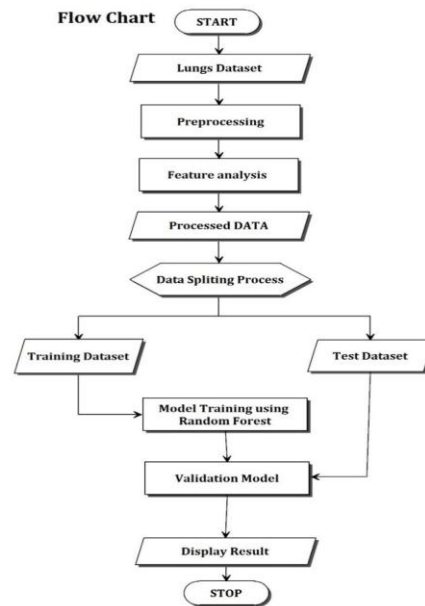 Flow Chart
START
Lungs Dataset
Preprocessing
Feature analysis
Processed DATA
Data Spliting Process
Training Dataset
Test Dataset
Model Training using
Random Forest
Validation Model
Display Result
STOP